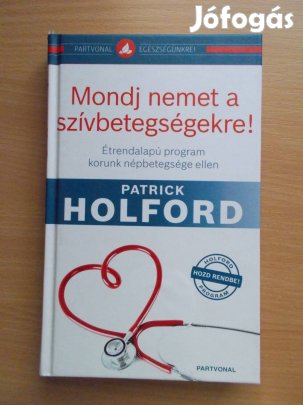 Jófogás
PARTVONAL EGÉSZSÉGÜNKRE!
Mondj nemet a
szívbetegségekre!
Étrendalapú program
korunk népbetegsége ellen
PATRICK
HOLFORD
HOLFORD
HOZD RENDBE!
PROGRAM
PARTVONAL